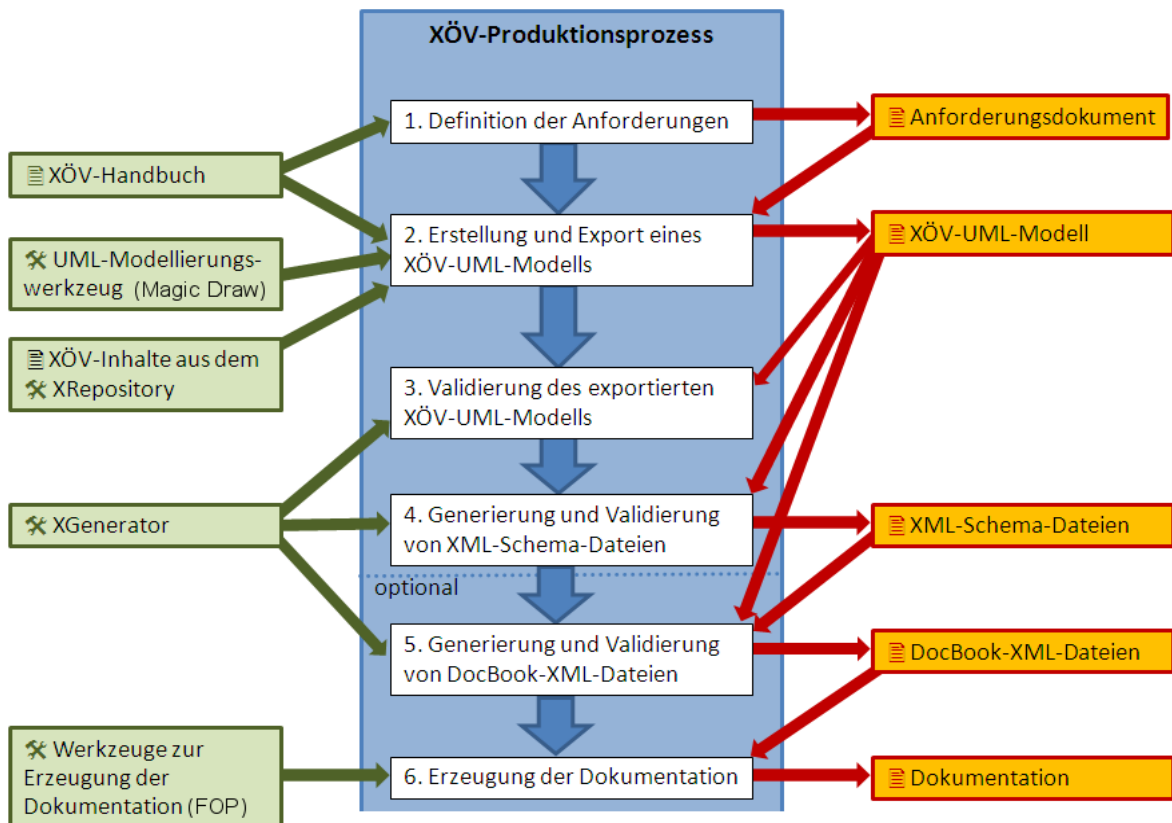 XÖV-Produktionsprozess
1. Definition der Anforderungen
Anforderungsdokument
XÖV-Handbuch
2. Erstellung und Export eines
XÖV-UML-Modells
XÖV-UML-Modell
UML-Modellierungs-
werkzeug (Magic Draw)
XÖV-Inhalte aus dem
XRepository
3. Validierung des exportierten
XÖV-UML-Modells
XGenerator
4. Generierung und Validierung
von XML-Schema-Dateien
XML-Schema-Dateien
optional
5. Generierung und Validierung
von DocBook-XML-Dateien
DocBook-XML-Dateien
Werkzeuge zur
Erzeugung der
Dokumentation (FOP)
6. Erzeugung der Dokumentation
Dokumentation